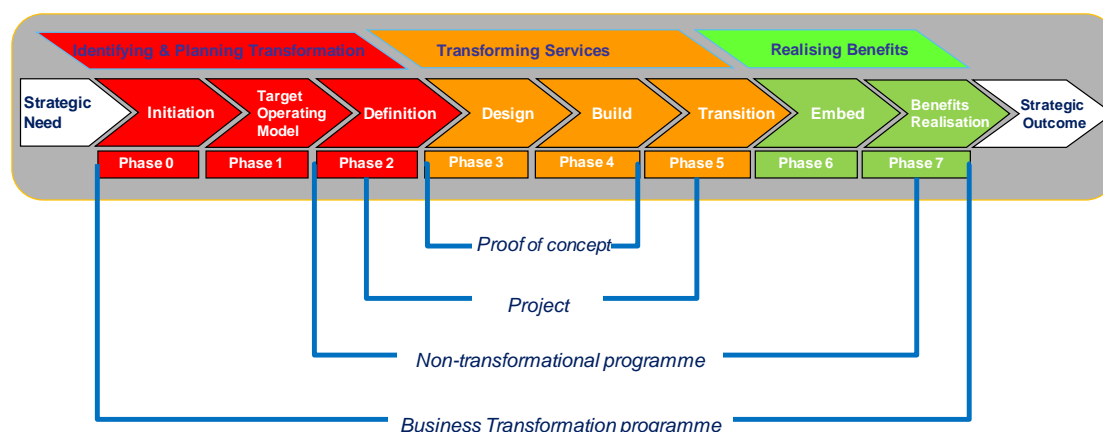 Identifying & Planning Transformation
Transforming Services
Realising Benefits
Strategic
Need
Initiation
Target
Operating
Model
Definition
Design
Build
Transition
Embed
Benefits
Realisation
Strategic
Outcome
Phase 0
Phase 1
Phase 2
Phase 3
Phase 4
Phase 5
Phase 6
Phase 7
Proof of concept
Project
Non-transformational programme
Business Transformation programme